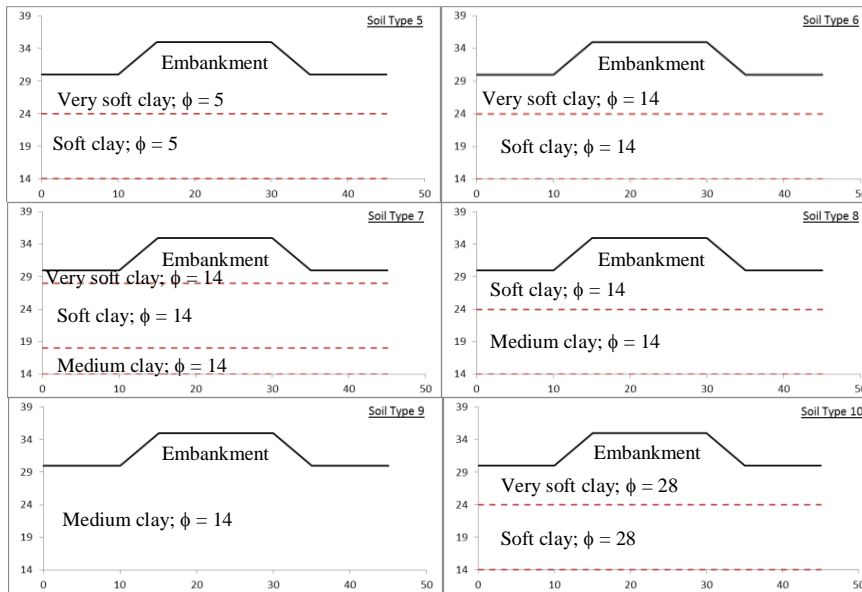 39
Soil Type 5
34
Embankment
29
Very soft clay; ϕ = 5
24
Soft clay; ϕ = 5
19
14
0 10 20 30 40 50
39
Soil Type 6
34
Embankment
29
Very soft clay; ϕ = 14
24
Soft clay; ϕ = 14
19
14
0 10 20 30 40 50
39
Soil Type 7
34
Embankment
29
Very soft clay; ϕ = 14
24
Soft clay; ϕ = 14
19
Medium clay; ϕ = 14
14
0 10 20 30 40 50
39
Soil Type 8
34
Embankment
29
Soft clay; ϕ = 14
24
Medium clay; ϕ = 14
19
14
0 10 20 30 40 50
39
Soil Type 9
34
Embankment
29
24
Medium clay; ϕ = 14
19
14
0 10 20 30 40 50
39
Soil Type 10
34
Embankment
29
Very soft clay; ϕ = 28
24
Soft clay; ϕ = 28
19
14
0 10 20 30 40 50